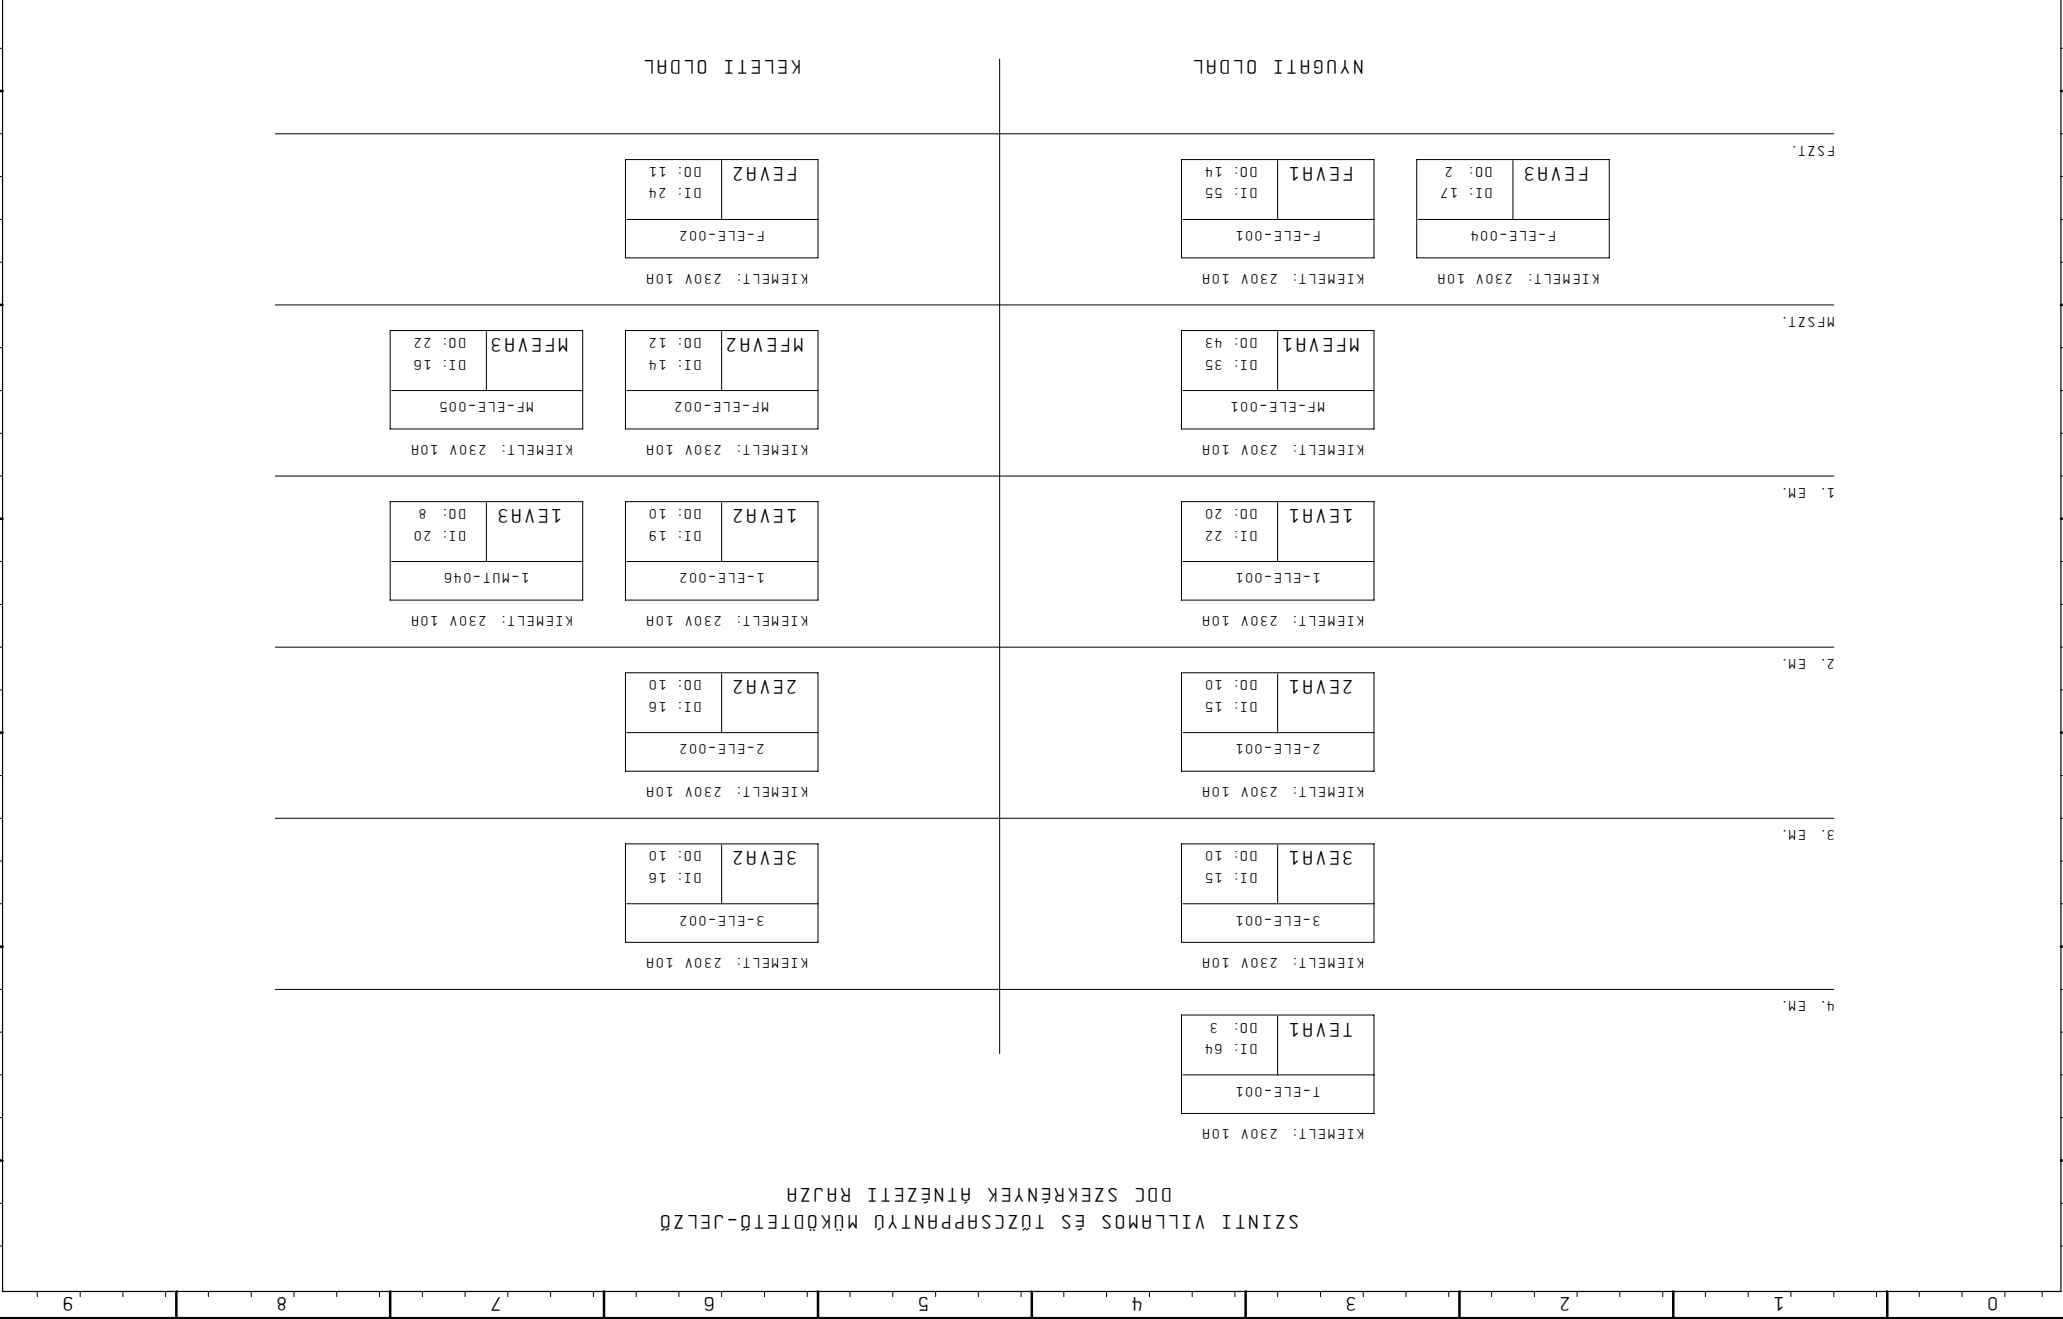 0 1 2 3 4 5 6 7 8 9
SZINTI VILLAMOS ÉS TŰZCSAPPANTYÚ MÜKÖDTETŐ-JELZŐ
DDC SZEKRÉNYEK ÁTNÉZETI RAJZA
KIEMELT: 230V 10A
T-ELE-001
DI: 64
TEVA1 DO: 3
4. EM.
KIEMELT: 230V 10A KIEMELT: 230V 10A
3-ELE-001 3-ELE-002
DI: 15 DI: 16
3EVA1 DO: 10 3EVA2 DO: 10
3. EM.
KIEMELT: 230V 10A KIEMELT: 230V 10A
2-ELE-001 2-ELE-002
DI: 15 DI: 16
2EVA1 DO: 10 2EVA2 DO: 10
2. EM.
KIEMELT: 230V 10A KIEMELT: 230V 10A KIEMELT: 230V 10A
1-ELE-001 1-ELE-002 1-MUT-046
DI: 22 DI: 19 DI: 20
1EVA1 DO: 20 1EVA2 DO: 10 1EVA3 DO: 8
1. EM.
KIEMELT: 230V 10A KIEMELT: 230V 10A KIEMELT: 230V 10A
MF-ELE-001 MF-ELE-002 MF-ELE-005
DI: 35 DI: 14 DI: 16
MFEVA1 DO: 43 MFEVA2 DO: 12 MFEVA3 DO: 22
MFSZT.
KIEMELT: 230V 10A KIEMELT: 230V 10A KIEMELT: 230V 10A
F-ELE-004 F-ELE-001 F-ELE-002
DI: 17 DI: 55 DI: 24
FEVA3 DO: 2 FEVA1 DO: 14 FEVA2 DO: 11
FSZT.
NYUGATI OLDAL KELETI OLDAL